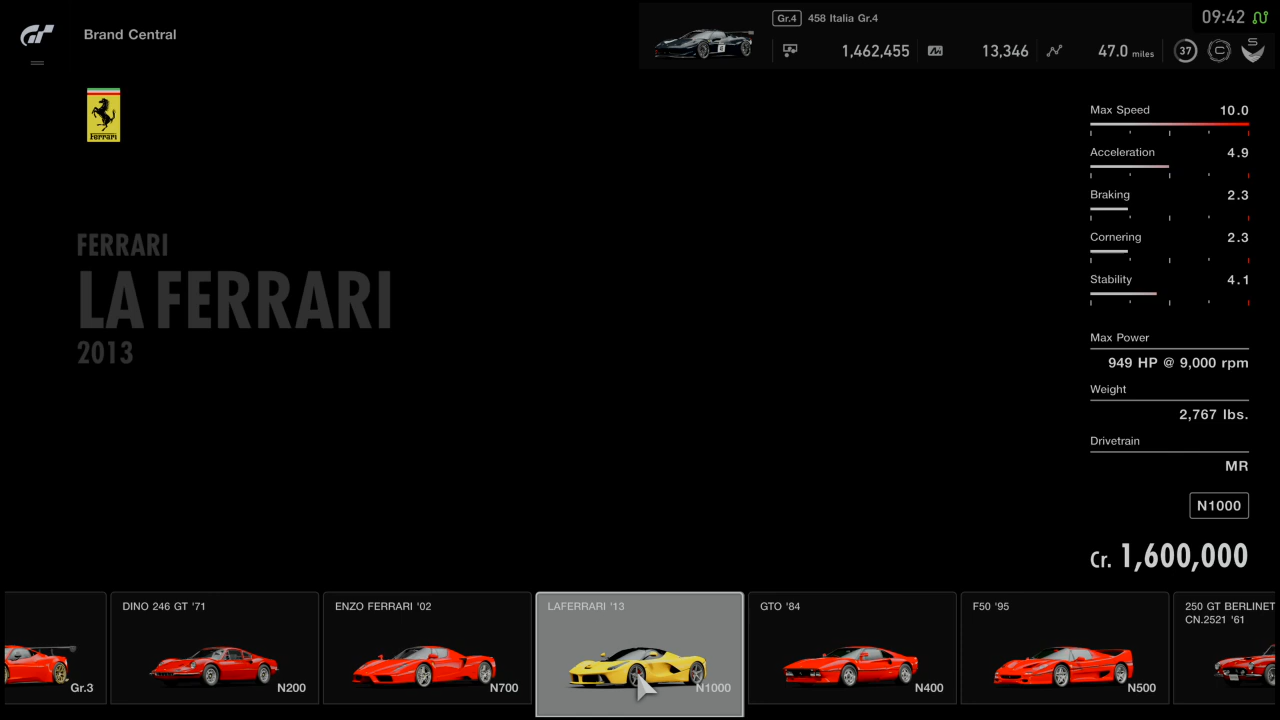 Brand Central
Gr.4 458 Italia Gr.4
09:42
1,462,455
13,346
47.0 miles
37
C
S
Ferrari
FERRARI
LA FERRARI
2013
Max Speed 10.0
Acceleration 4.9
Braking 2.3
Cornering 2.3
Stability 4.1
Max Power
949 HP @ 9,000 rpm
Weight
2,767 lbs.
Drivetrain
MR
N1000
Cr. 1,600,000
Gr.3
DINO 246 GT '71
N200
ENZO FERRARI '02
N700
LAFERRARI '13
N1000
GTO '84
N400
F50 '95
N500
250 GT BERLINET
CN.2521 '61